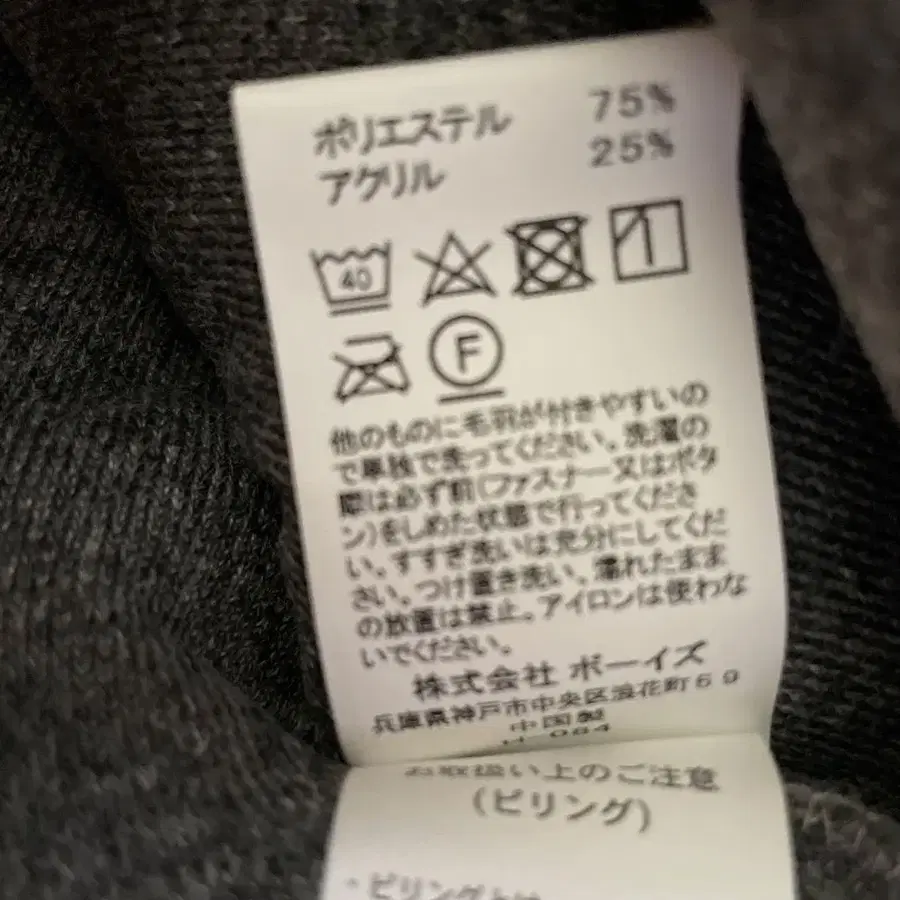 ポリエステル 75%
アクリル 25%
40
F
他のものに毛羽が付きやすいの
で単独で洗ってください。洗濯の
際は必ず前(ファスナー又はボタ
ン)をしめた状態で行ってくださ
い。すすぎ洗いは充分にしてくだ
さい。つけ置き洗い、濡れたまま
の放置は禁止。アイロンは使わな
いでください。
株式会社 ボーイズ
兵庫県神戸市中央区浪花町59
中国製
お取扱い上のご注意
(ピリング)
・ピリングとは